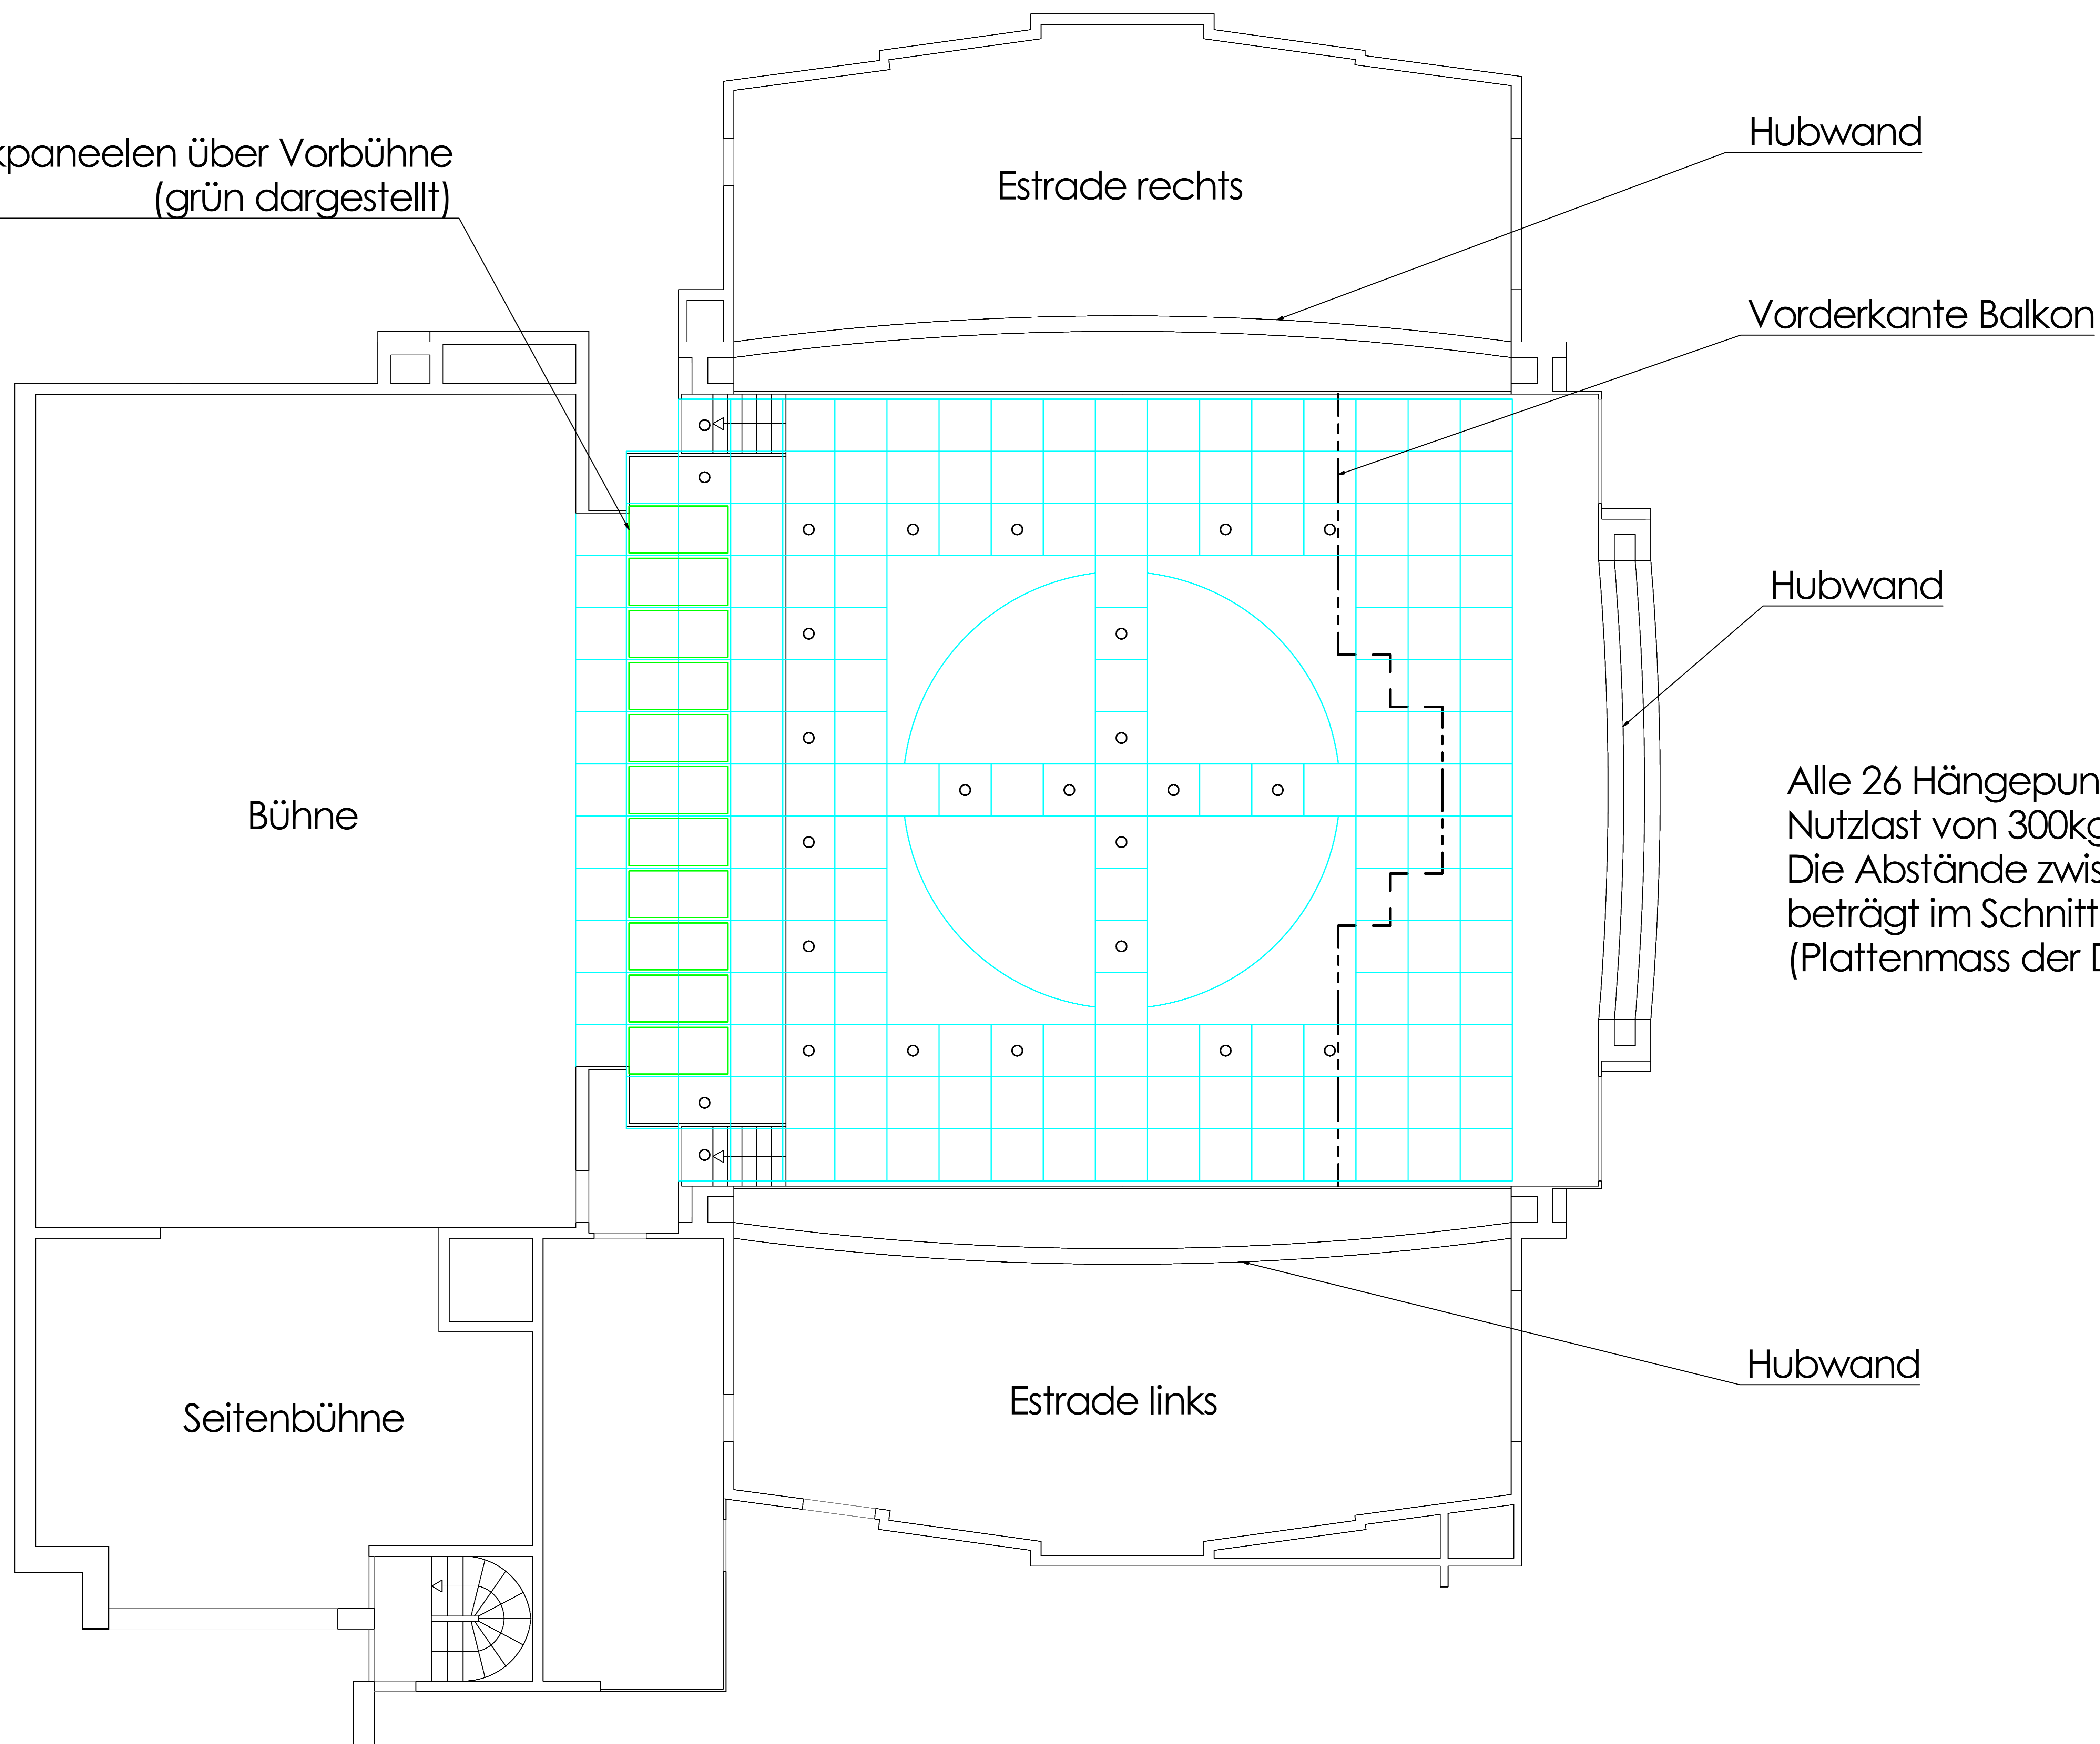 kpaneelen über Vorbühne
(grün dargestellt)
Estrade rechts
Hubwand
Vorderkante Balkon
Hubwand
Bühne
Alle 26 Hängepun
Nutzlast von 300kg
Die Abstände zwis
beträgt im Schnitt
(Plattenmass der D
Hubwand
Estrade links
Seitenbühne